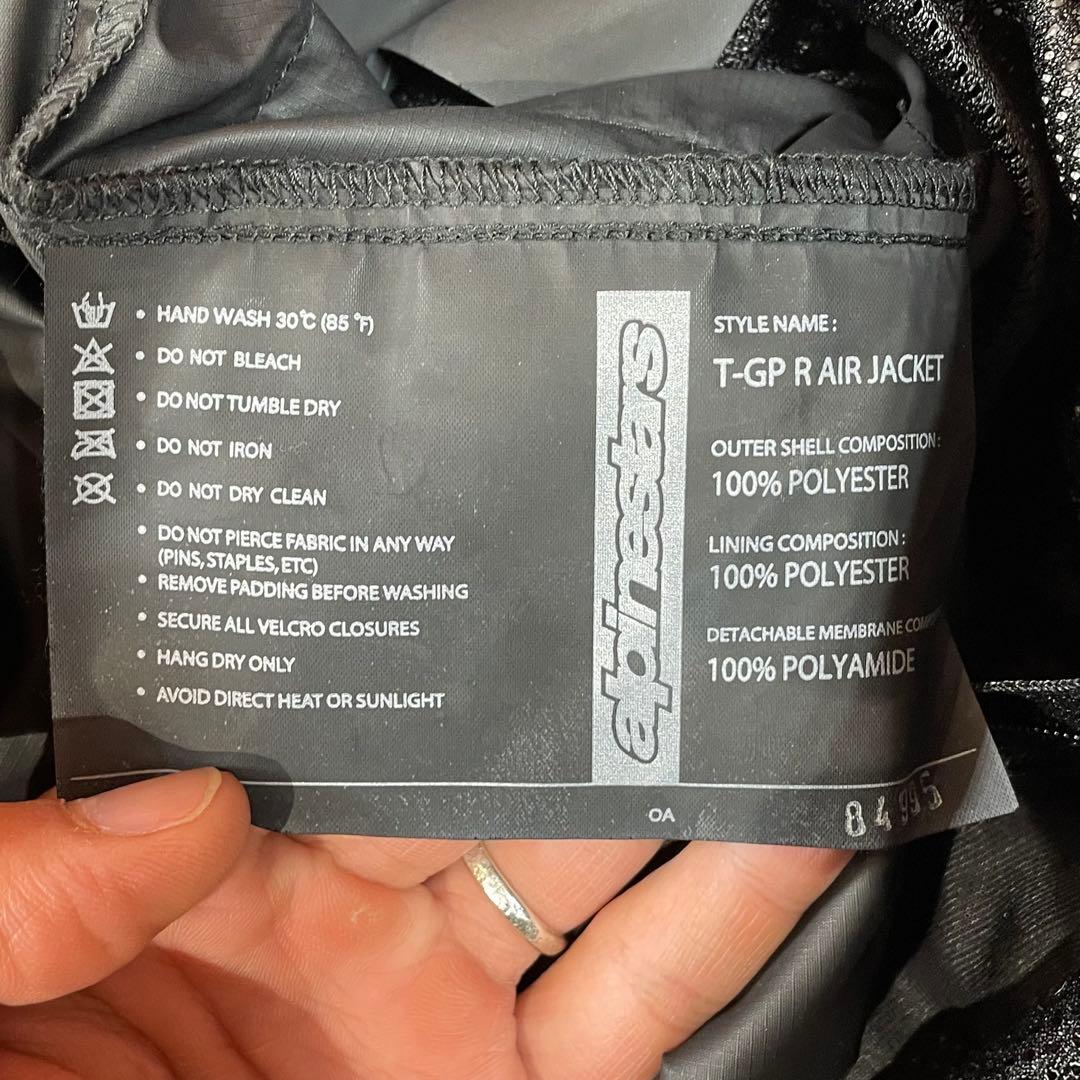 HAND WASH 30℃ (85 °F)
DO NOT BLEACH
DO NOT TUMBLE DRY
DO NOT IRON
DO NOT DRY CLEAN
DO NOT PIERCE FABRIC IN ANY WAY
(PINS, STAPLES, ETC)
REMOVE PADDING BEFORE WASHING
SECURE ALL VELCRO CLOSURES
HANG DRY ONLY
AVOID DIRECT HEAT OR SUNLIGHT
alpinestars
STYLE NAME :
T-GP R AIR JACKET
OUTER SHELL COMPOSITION :
100% POLYESTER
LINING COMPOSITION :
100% POLYESTER
DETACHABLE MEMBRANE
100% POLYAMIDE
OA
84995